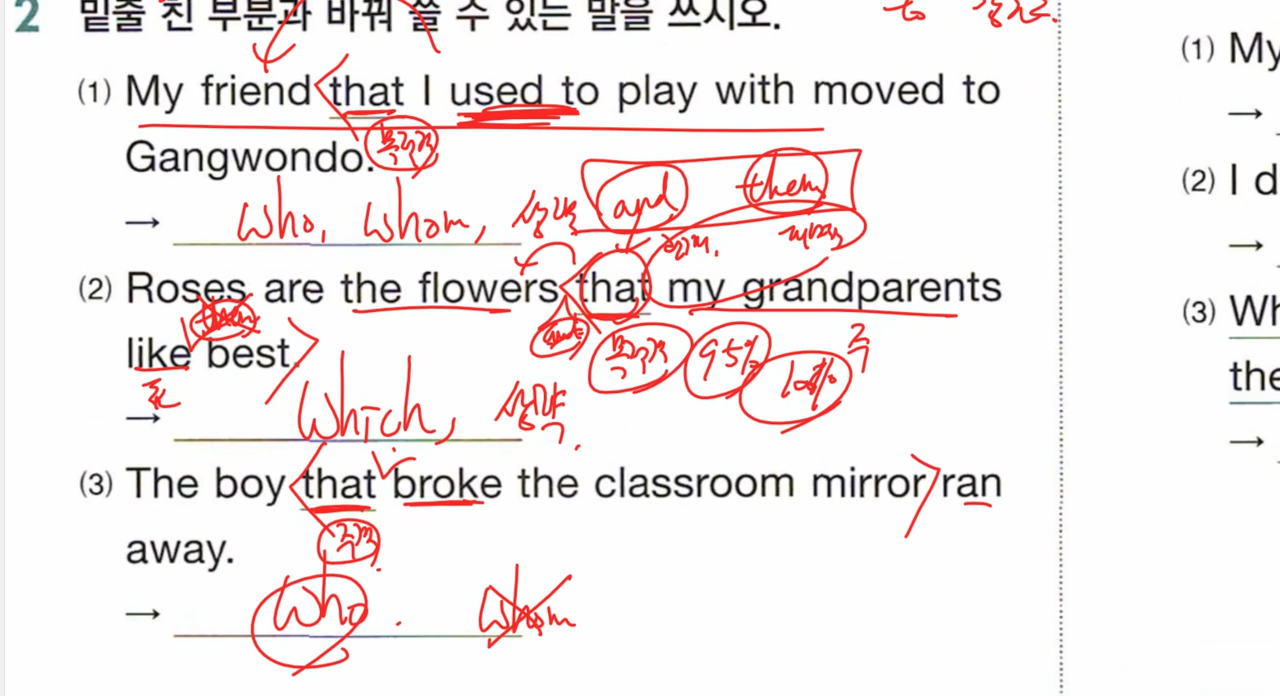 2 밑줄 친 부분과 바꿔 쓸 수 있는 말을 쓰시오.
to
(1) My friend that I used to play with moved to
Gangwondo. 목적격
and them
→ who, whom, 생략
(2) Roses are the flowers that my grandparents
them
like best.
목적격 95% 100% 주
→ which, 생략.
(3) The boy that broke the classroom mirror ran
away. 주격.
→ who. whom
(1) My
→
(2) I d
→
(3) Wh
the
→